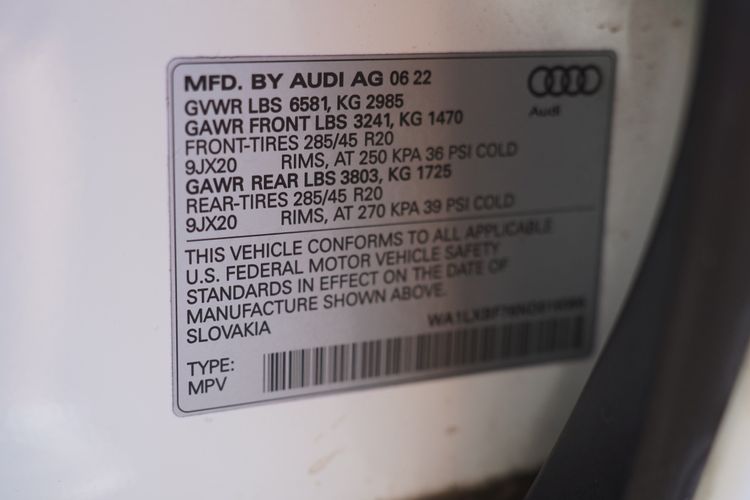 MFD. BY AUDI AG 06 22
GVWR LBS 6581, KG 2985
GAWR FRONT LBS 3241, KG 1470
FRONT-TIRES 285/45 R20
9JX20 RIMS, AT 250 KPA 36 PSI COLD
GAWR REAR LBS 3803, KG 1725
REAR-TIRES 285/45 R20
9JX20 RIMS, AT 270 KPA 39 PSI COLD
Audi
THIS VEHICLE CONFORMS TO ALL APPLICABLE
U.S. FEDERAL MOTOR VEHICLE SAFETY
STANDARDS IN EFFECT ON THE DATE OF
MANUFACTURE SHOWN ABOVE.
SLOVAKIA
TYPE:
MPV